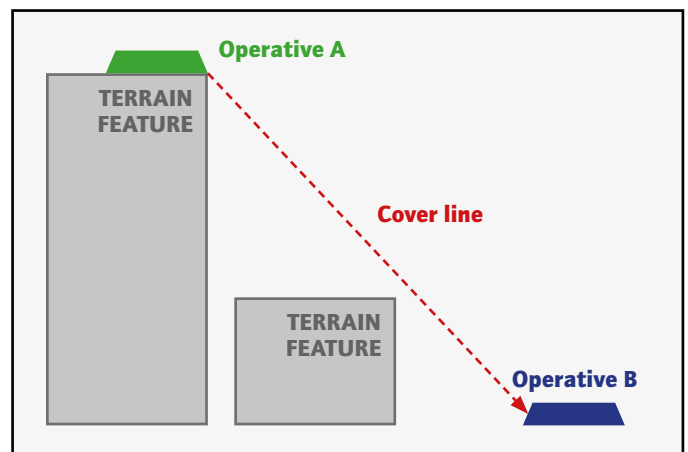 Operative A
TERRAIN
FEATURE
Cover line
TERRAIN
FEATURE
Operative B